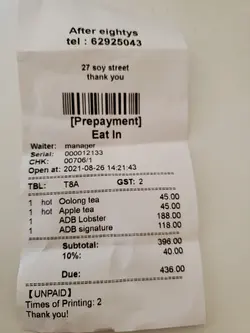 After eightys
tel : 62925043
27 soy street
thank you
[Prepayment]
Eat In
Waiter: manager
Serial: 000012133
CHK: 00706/1
Open at: 2021-08-26 14:21:43
TBL: T8A GST: 2
1 hot Oolong tea 45.00
1 hot Apple tea 45.00
1 ADB Lobster 188.00
1 ADB signature 118.00
Subtotal: 396.00
10%: 40.00
Due: 436.00
【UNPAID】
Times of Printing: 2
Thank you!